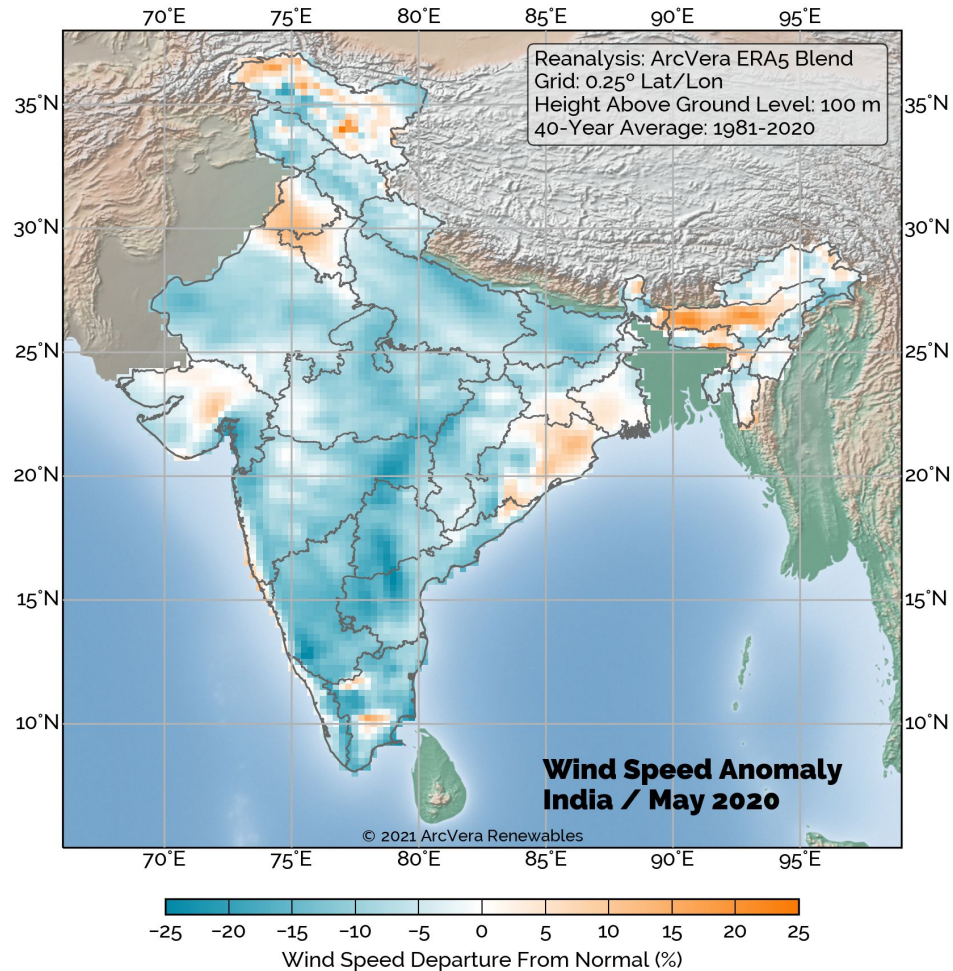 70°E 75°E 80°E 85°E 90°E 95°E
Reanalysis: ArcVera ERA5 Blend
Grid: 0.25º Lat/Lon
Height Above Ground Level: 100 m
40-Year Average: 1981-2020
35°N 35°N
30°N 30°N
25°N 25°N
20°N 20°N
15°N 15°N
10°N 10°N
Wind Speed Anomaly
India / May 2020
© 2021 ArcVera Renewables
70°E 75°E 80°E 85°E 90°E 95°E
−25 −20 −15 −10 −5 0 5 10 15 20 25
Wind Speed Departure From Normal (%)